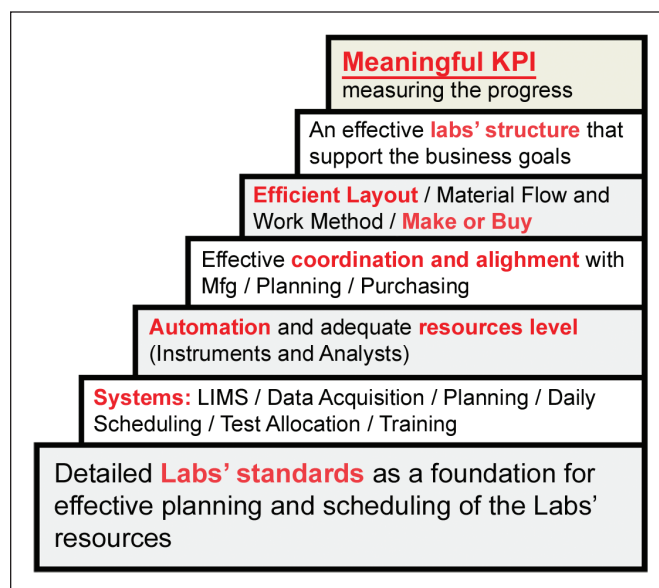 Meaningful KPI
measuring the progress
An effective labs’ structure that
support the business goals
Efficient Layout / Material Flow and
Work Method / Make or Buy
Effective coordination and alighment with
Mfg / Planning / Purchasing
Automation and adequate resources level
(Instruments and Analysts)
Systems: LIMS / Data Acquisition / Planning / Daily
Scheduling / Test Allocation / Training
Detailed Labs’ standards as a foundation for
effective planning and scheduling of the Labs’
resources